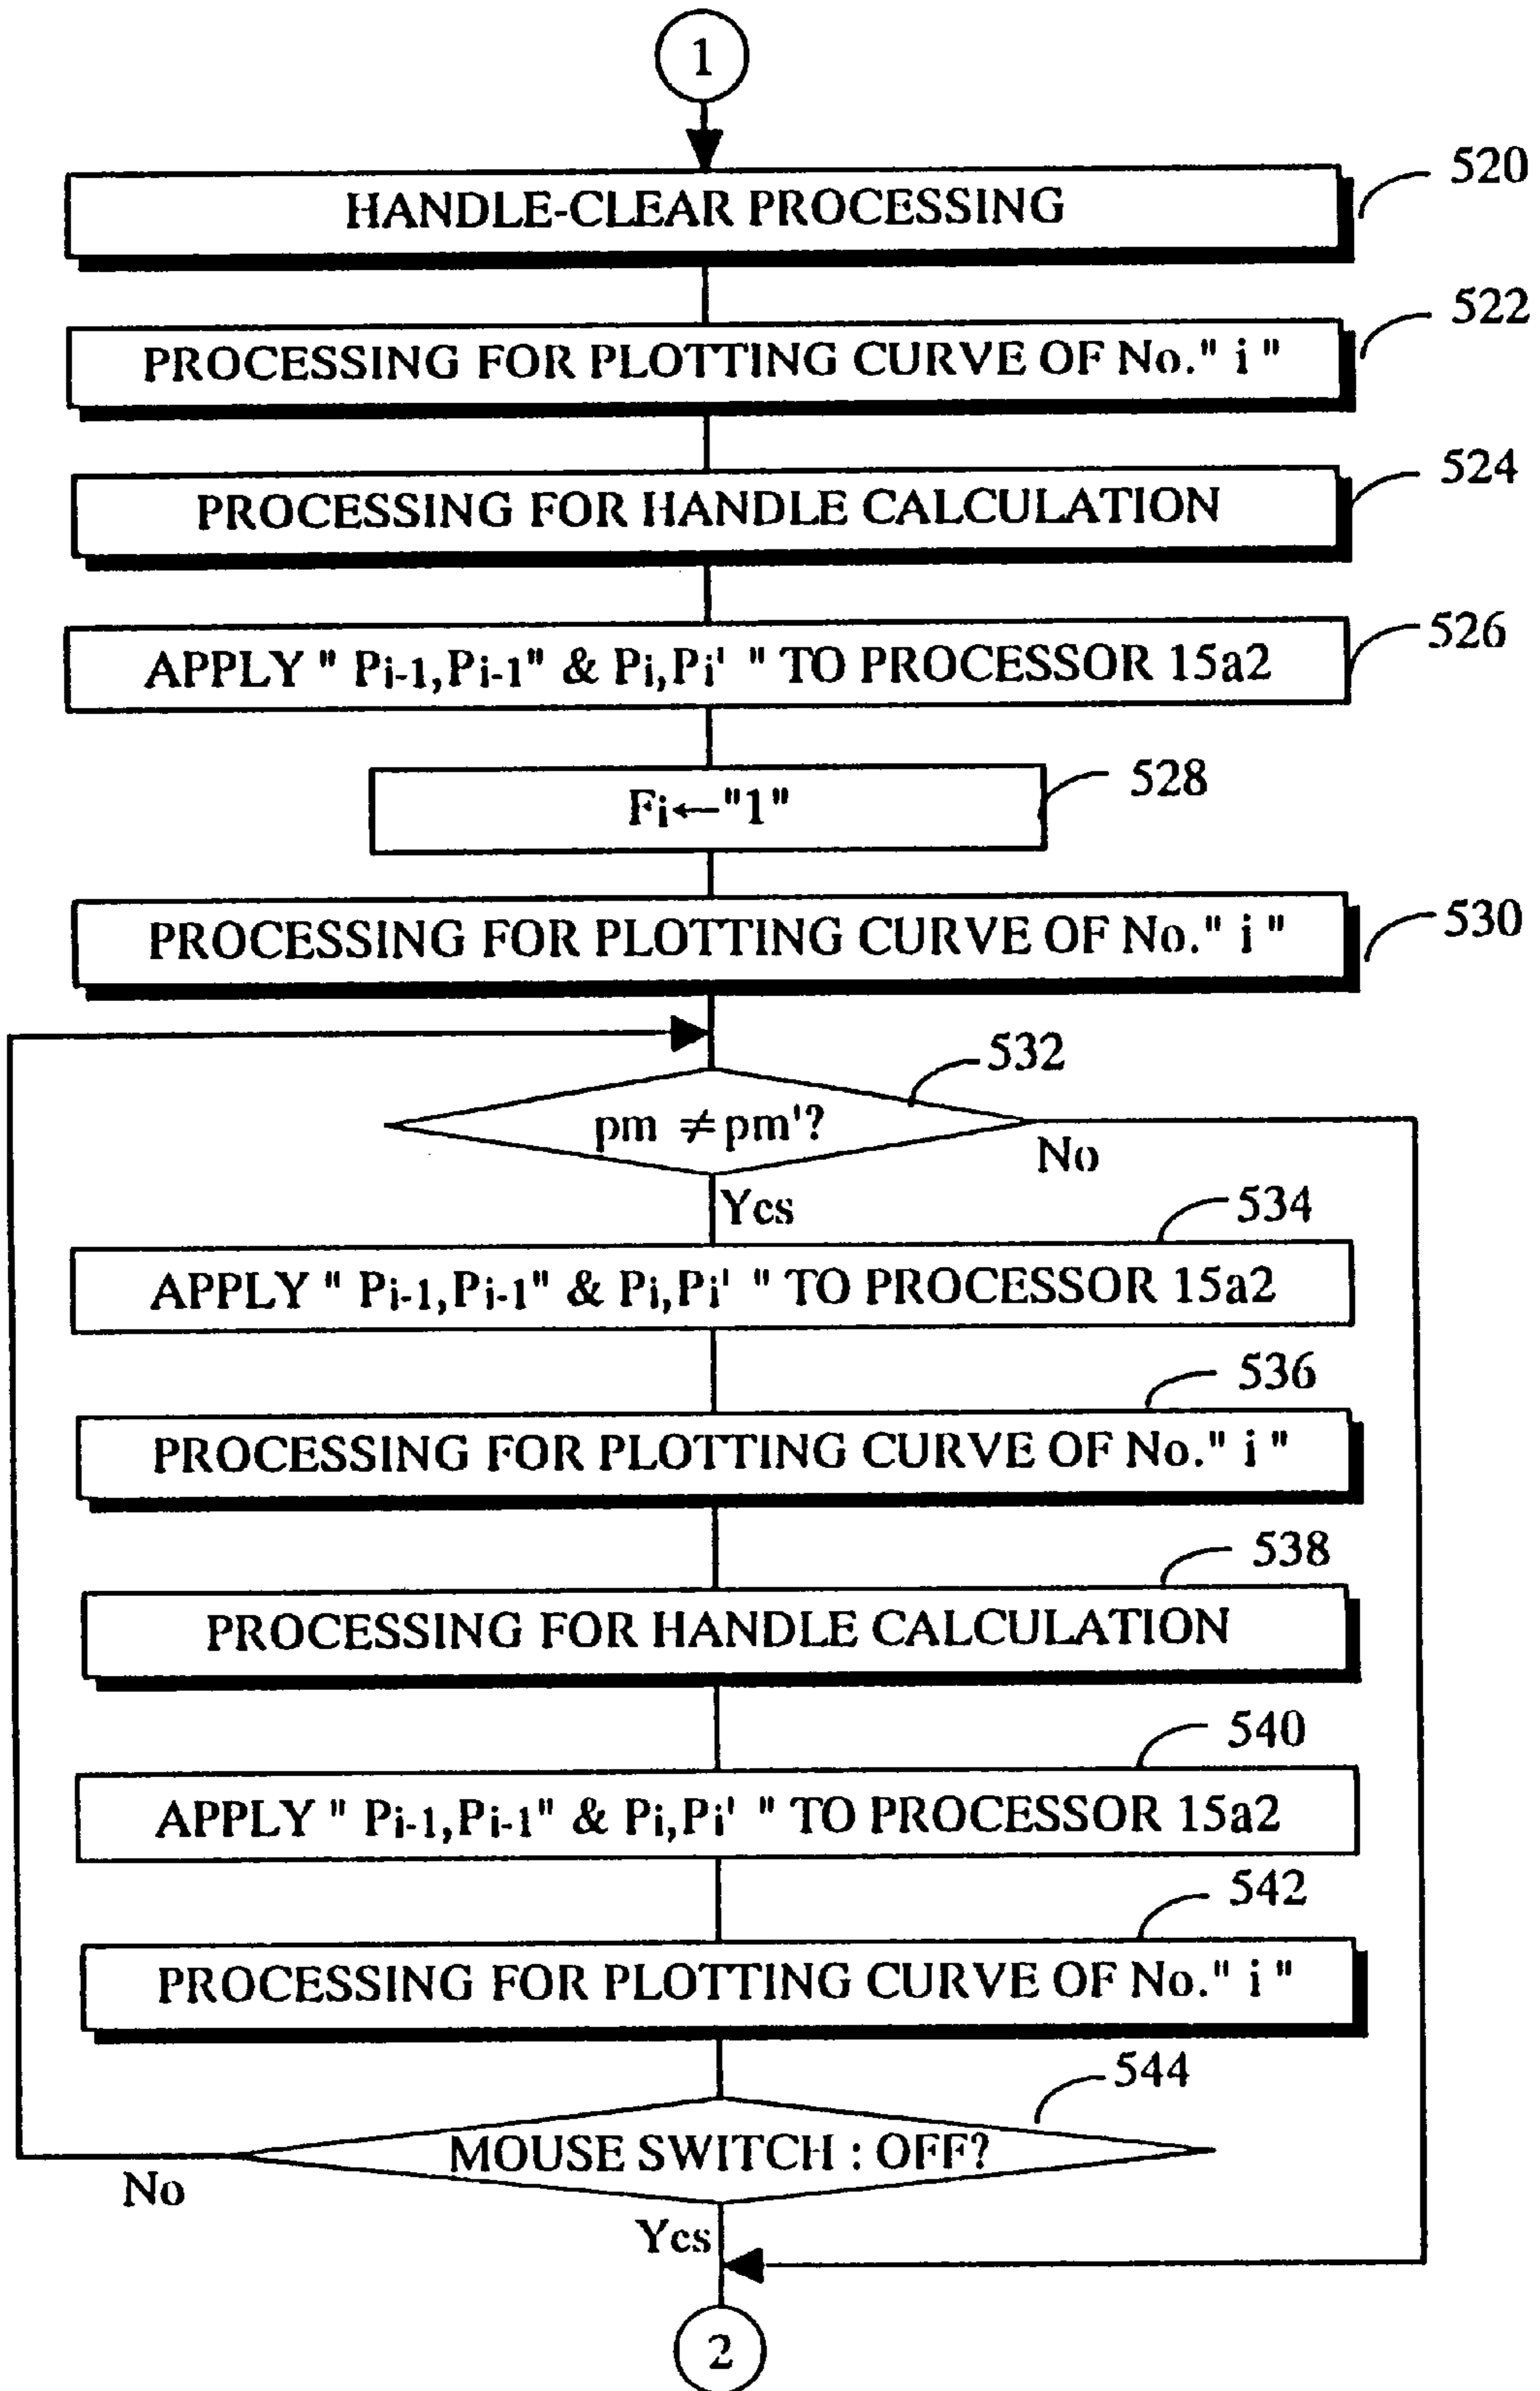 1
HANDLE-CLEAR PROCESSING
520
PROCESSING FOR PLOTTING CURVE OF No." i "
522
PROCESSING FOR HANDLE CALCULATION
524
APPLY " Pi-1,Pi-1" & Pi,Pi' " TO PROCESSOR 15a2
526
Fi←"1"
528
PROCESSING FOR PLOTTING CURVE OF No." i "
530
532
pm ≠pm'?
No
Yes
534
APPLY " Pi-1,Pi-1" & Pi,Pi' " TO PROCESSOR 15a2
536
PROCESSING FOR PLOTTING CURVE OF No." i "
538
PROCESSING FOR HANDLE CALCULATION
540
APPLY " Pi-1,Pi-1" & Pi,Pi' " TO PROCESSOR 15a2
542
PROCESSING FOR PLOTTING CURVE OF No." i "
544
MOUSE SWITCH : OFF?
No
Yes
2